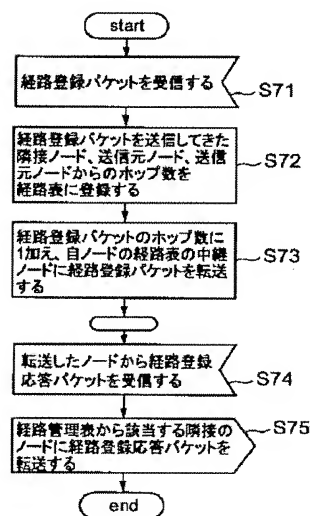 start
経路登録パケットを受信する
S71
経路登録パケットを送信してきた
隣接ノード、送信元ノード、送信
元ノードからのホップ数を
経路表に登録する
S72
経路登録パケットのホップ数に
1加え、自ノードの経路表の中継
ノードに経路登録パケットを転送
する
S73
転送したノードから経路登録
応答パケットを受信する
S74
経路管理表から該当する隣接の
ノードに経路登録応答パケットを
転送する
S75
end